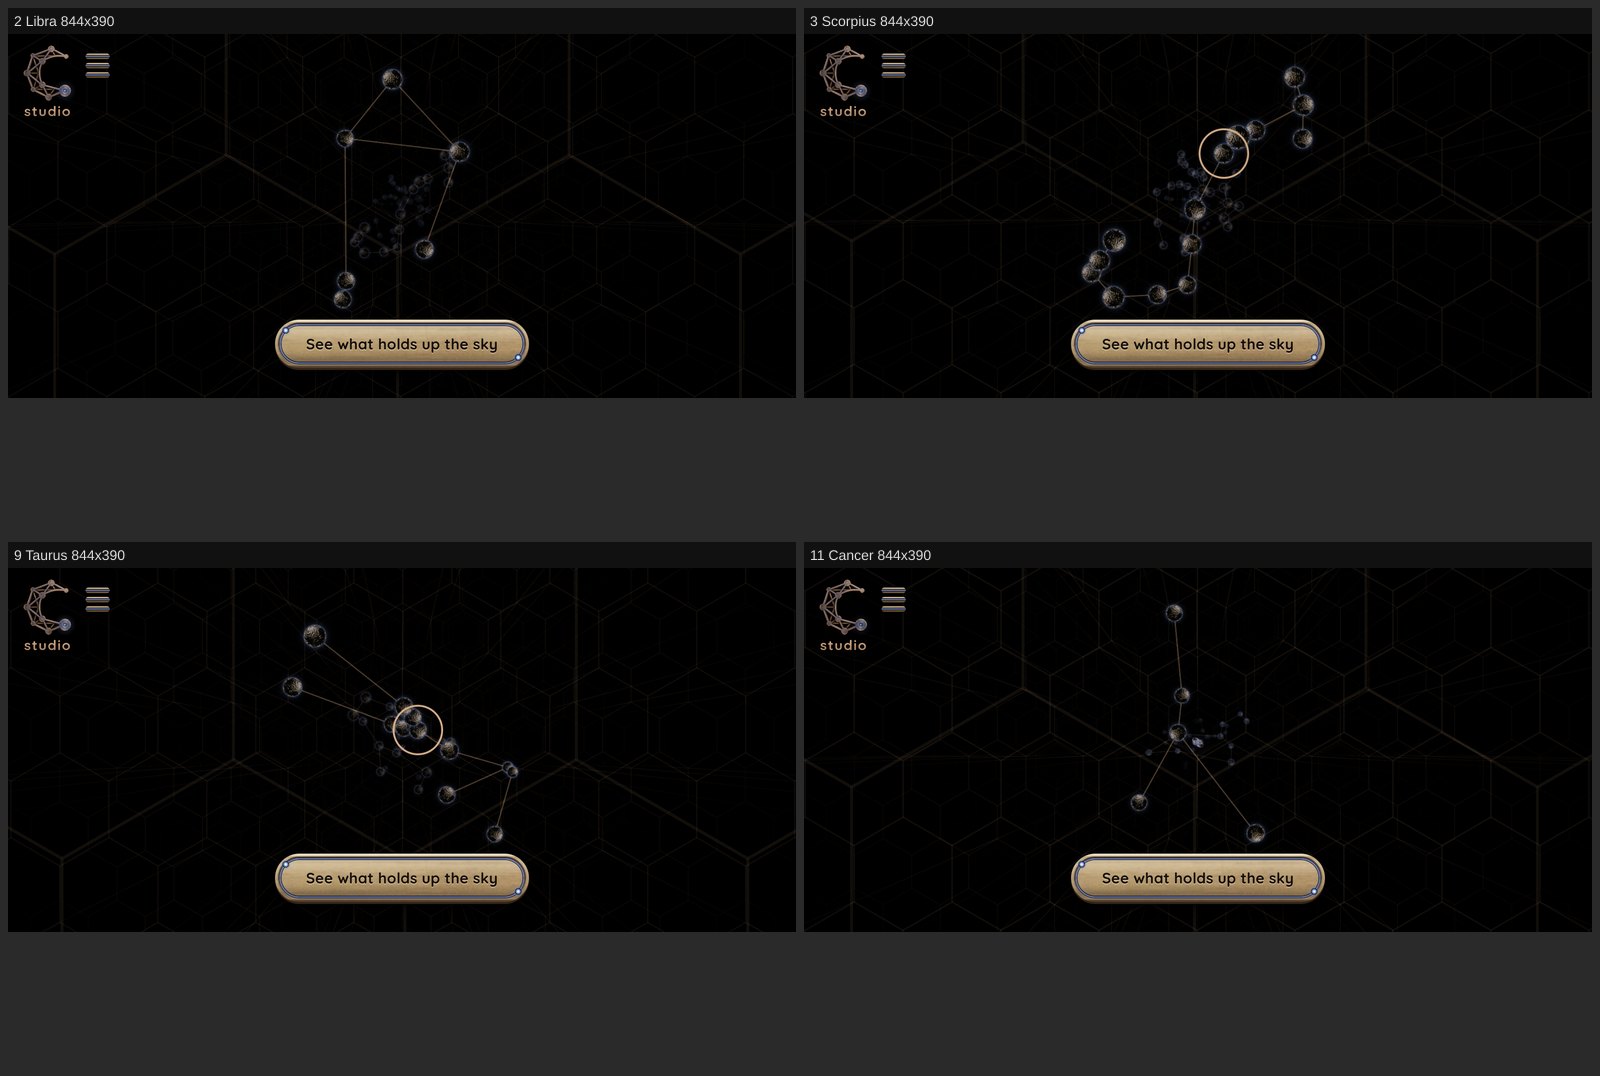 2 Libra 844x390
studio
See what holds up the sky
3 Scorpius 844x390
studio
See what holds up the sky
9 Taurus 844x390
studio
See what holds up the sky
11 Cancer 844x390
studio
See what holds up the sky